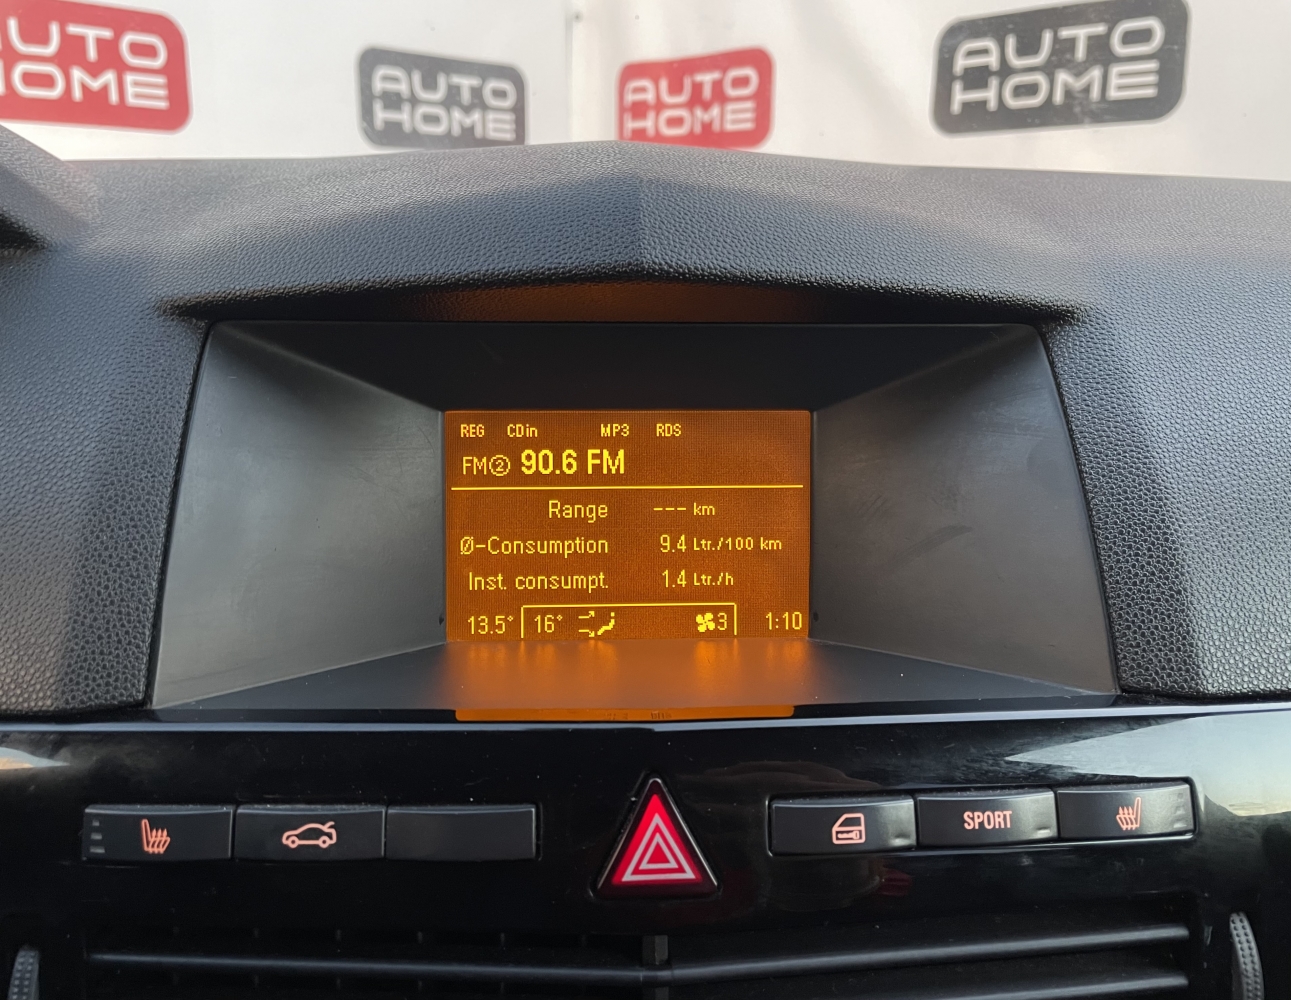 AUTO
HOME
AUTO
HOME
AUTO
HOME
AUTO
HOME
REG CDin MP3 RDS
FM② 90.6 FM
Range --- km
Ø-Consumption 9.4 Ltr./100 km
Inst. consumpt. 1.4 Ltr./h
13.5° 16° 3 1:10
SPORT